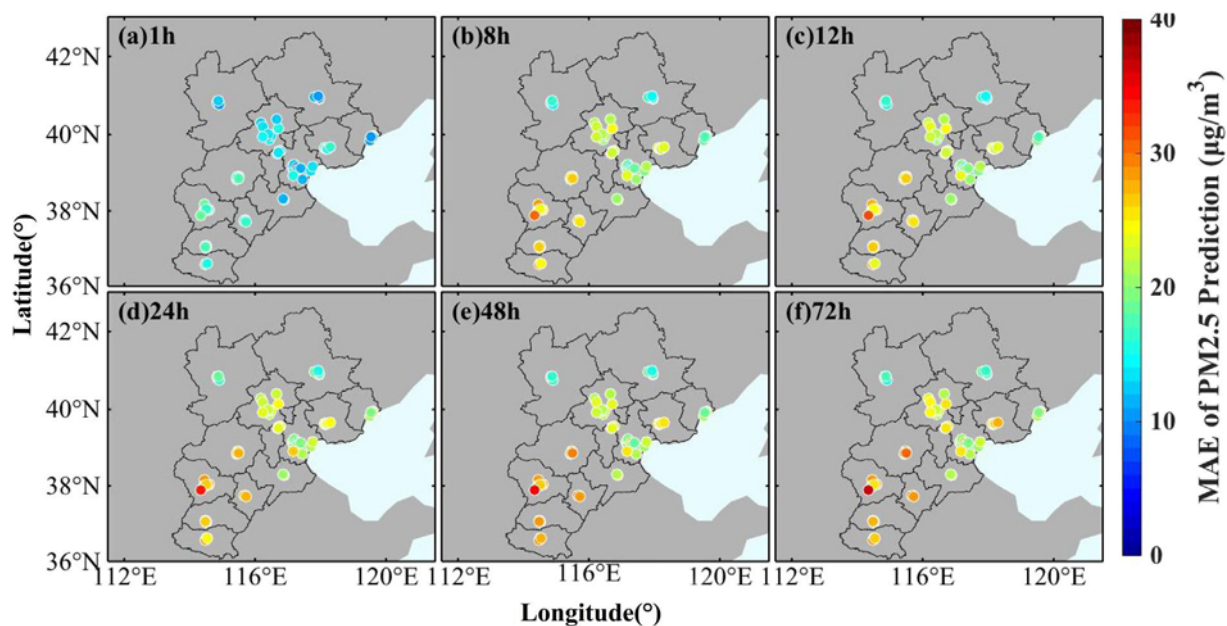 (a)1h
(b)8h
(c)12h
42°N
40°N
38°N
36°N
(d)24h
(e)48h
(f)72h
42°N
40°N
38°N
36°N
112°E
116°E
120°E
116°E
120°E
112°E
116°E
120°E
Latitude(°)
Longitude(°)
40
30
20
10
0
MAE of PM2.5 Prediction (μg/m³)